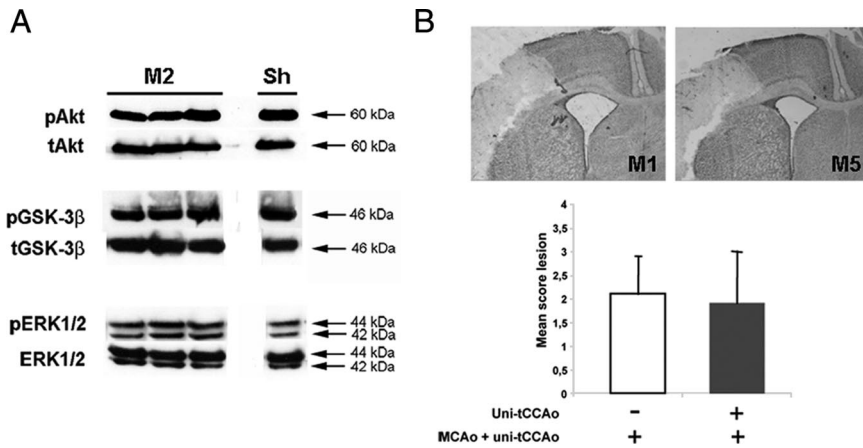 A
M2 Sh
pAkt 60 kDa
tAkt 60 kDa
pGSK-3β 46 kDa
tGSK-3β 46 kDa
pERK1/2 44 kDa
42 kDa
ERK1/2 44 kDa
42 kDa
B
M1 M5
Mean score lesion
4
3,5
3
2,5
2
1,5
1
0,5
0
Uni-tCCAo - +
MCAo + uni-tCCAo + +